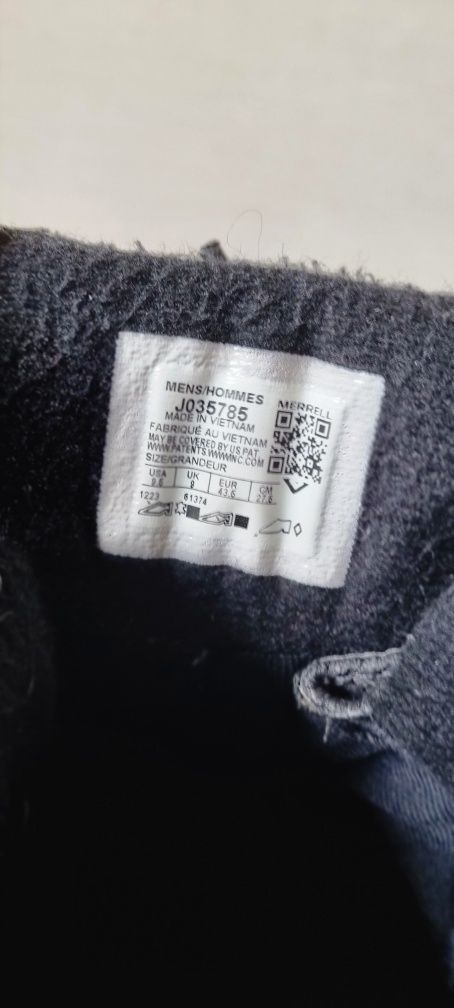 MENS/HOMMES
J035785
MERRELL
MADE IN VIETNAM
FABRIQUÉ AU VIETNAM
MAY BE COVERED BY US PAT
WWW.PATENTS.WWWINC.COM
SIZE/GRANDEUR
USA UK EUR CM
9.5 9 43.5 27.5
1223 61374